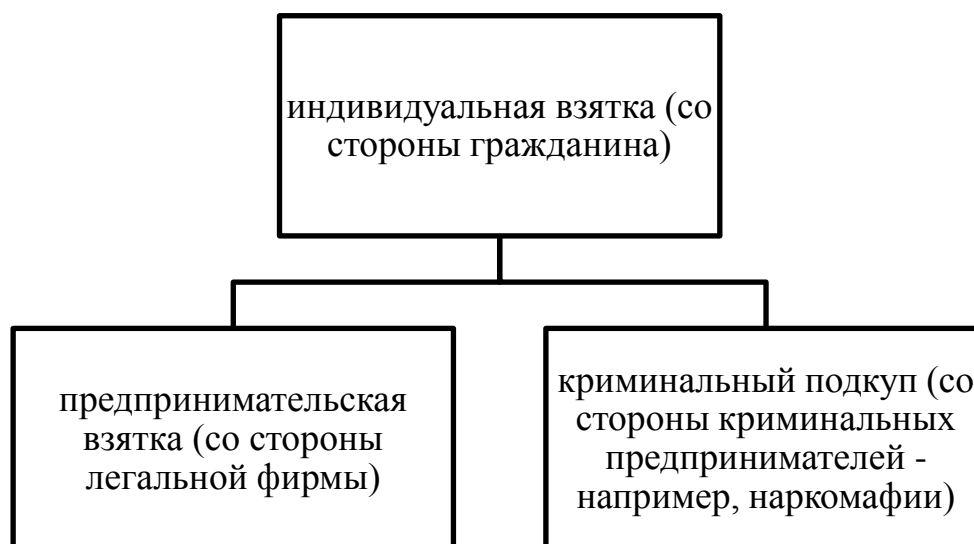 индивидуальная взятка (со
стороны гражданина)
предпринимательская
взятка (со стороны
легальной фирмы)
криминальный подкуп (со
стороны криминальных
предпринимателей -
например, наркомафии)